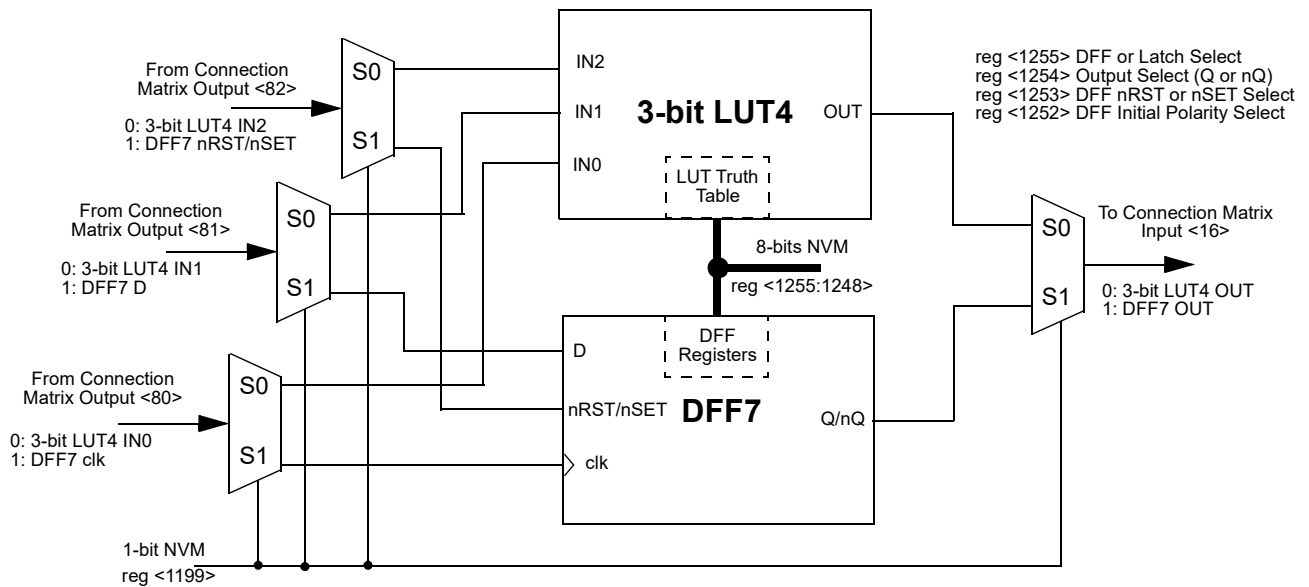 From Connection
Matrix Output <82>
0: 3-bit LUT4 IN2
1: DFF7 nRST/nSET
S0
S1
From Connection
Matrix Output <81>
0: 3-bit LUT4 IN1
1: DFF7 D
S0
S1
From Connection
Matrix Output <80>
0: 3-bit LUT4 IN0
1: DFF7 clk
S0
S1
1-bit NVM
reg <1199>
IN2
IN1
IN0
3-bit LUT4
OUT
LUT Truth
Table
8-bits NVM
reg <1255:1248>
DFF
Registers
D
nRST/nSET
clk
DFF7
Q/nQ
reg <1255> DFF or Latch Select
reg <1254> Output Select (Q or nQ)
reg <1253> DFF nRST or nSET Select
reg <1252> DFF Initial Polarity Select
S0
S1
To Connection Matrix
Input <16>
0: 3-bit LUT4 OUT
1: DFF7 OUT